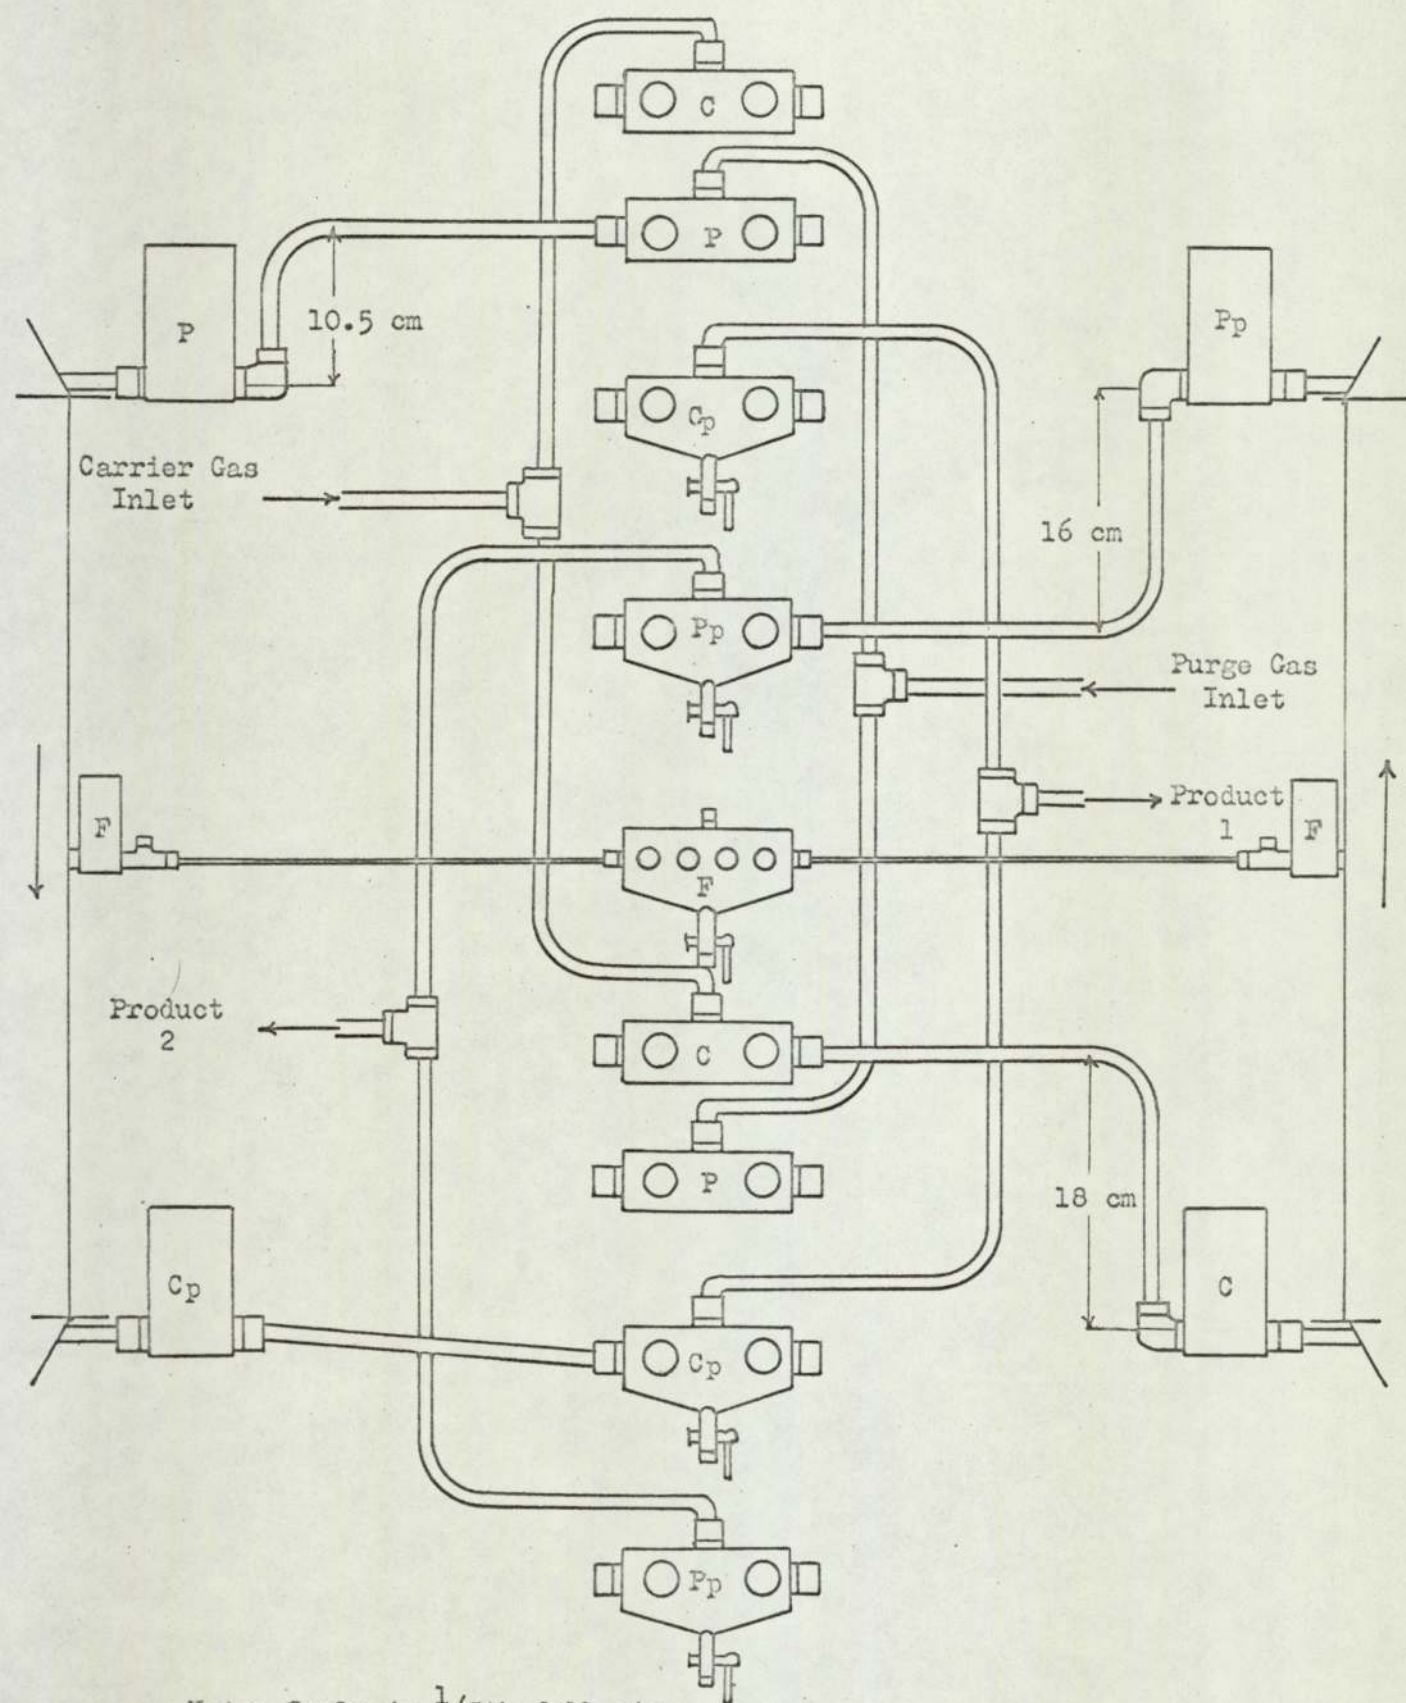 C
P
P
10.5 cm
Pp
Cp
Carrier Gas
Inlet
16 cm
Pp
Purge Gas
Inlet
Product
1
F
F
F
Product
2
C
P
18 cm
Cp
C
Cp
Pp